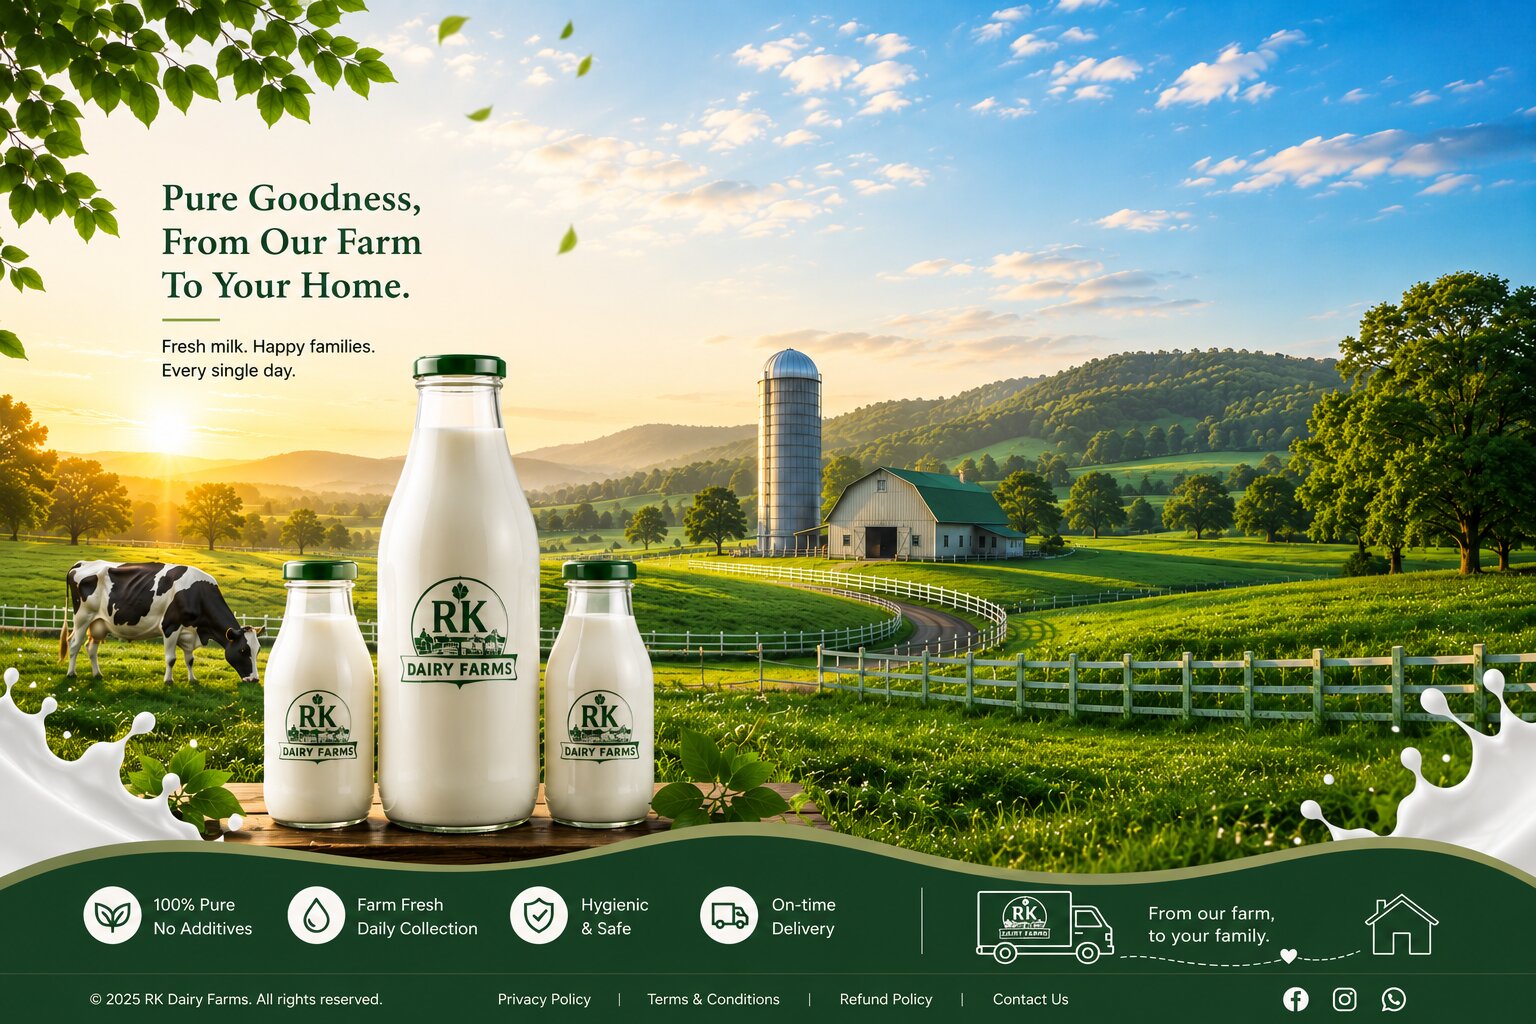 Pure Goodness,
From Our Farm
To Your Home.
Fresh milk. Happy families.
Every single day.
RK
DAIRY FARMS
RK
DAIRY FARMS
RK
DAIRY FARMS
100% Pure
No Additives
Farm Fresh
Daily Collection
Hygienic
& Safe
On-time
Delivery
RK
DAIRY FARMS
From our farm,
to your family.
© 2025 RK Dairy Farms. All rights reserved.
Privacy Policy | Terms & Conditions | Refund Policy | Contact Us